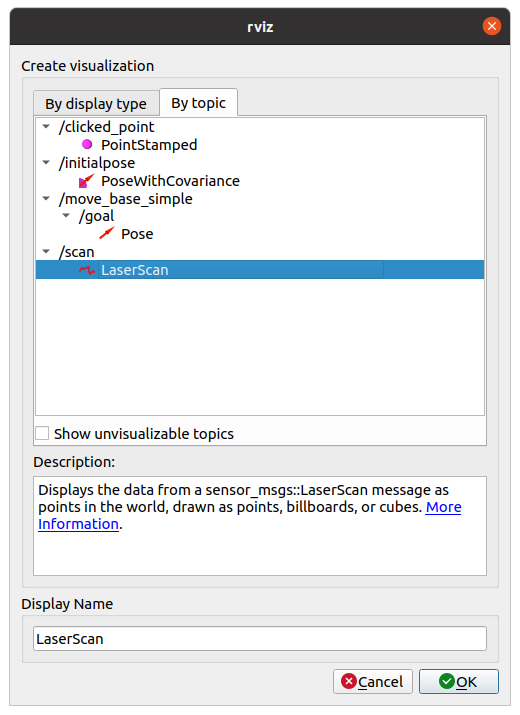 rviz
Create visualization
By display type
By topic
/clicked_point
PointStamped
/initialpose
PoseWithCovariance
/move_base_simple
/goal
Pose
/scan
LaserScan
Show unvisualizable topics
Description:
Displays the data from a sensor_msgs::LaserScan message as
points in the world, drawn as points, billboards, or cubes. More
Information.
Display Name
LaserScan
Cancel
OK